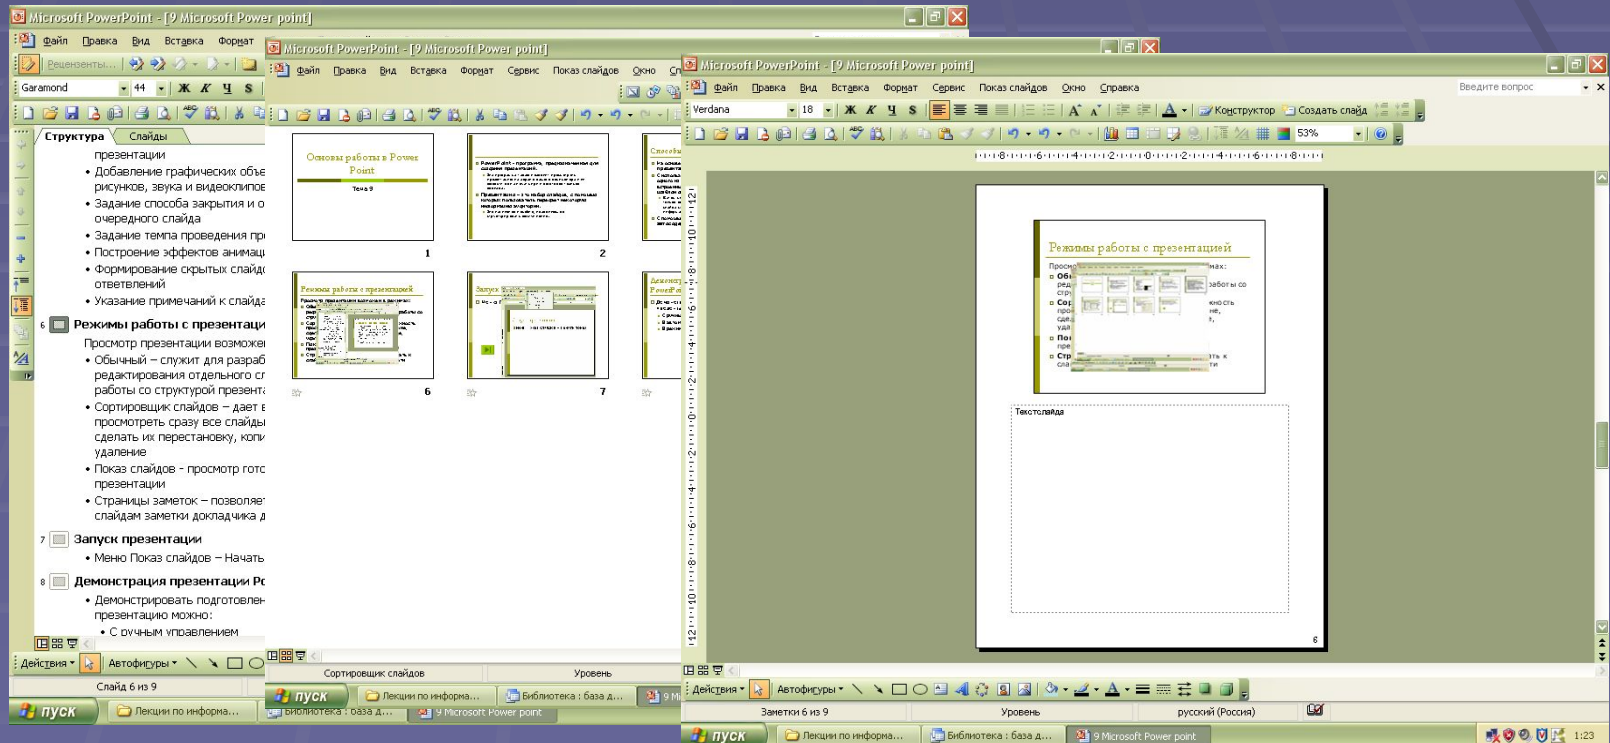 Microsoft PowerPoint - [9 Microsoft Power point]
Файл Правка Вид Вставка Формат
Рецензенты...
Garamond 44 Ж К Ч S
Структура Слайды
презентации
• Добавление графических объе
рисунков, звука и видеоклипов
• Задание способа закрытия и о
очередного слайда
• Задание темпа проведения пр
• Построение эффектов анимац
• Формирование скрытых слайд
ответвлений
• Указание примечаний к слайда
6 Режимы работы с презентаци
Просмотр презентации возможе
• Обычный – служит для разраб
редактирования отдельного сл
работы со структурой презента
• Сортировщик слайдов – дает в
просмотреть сразу все слайды
сделать их перестановку, копи
удаление
• Показ слайдов - просмотр гото
презентации
• Страницы заметок – позволяет
слайдам заметки докладчика д
7 Запуск презентации
• Меню Показ слайдов – Начать
8 Демонстрация презентации Po
• Демонстрировать подготовлен
презентацию можно:
• С ручным управлением
Действия Автофигуры
Слайд 6 из 9
пуск Лекции по информа... Библиотека : база д... 9 Microsoft Power point
Microsoft PowerPoint - [9 Microsoft Power point]
Файл Правка Вид Вставка Формат Сервис Показ слайдов Окно
Основы работы в Power
Point
Тема 9
1
PowerPoint - программа, предназначенная для
создания презентаций.
2
Режимы работы с презентацией
6
Запуск
7
Сортировщик слайдов Уровень
пуск Лекции по информа... Библиотека : база д...
Microsoft PowerPoint - [9 Microsoft Power point]
Файл Правка Вид Вставка Формат Сервис Показ слайдов Окно Справка Введите вопрос
Verdana 18 Ж К Ч S Конструктор Создать слайд
53%
Режимы работы с презентацией
Текст слайда
6
Действия Автофигуры
Заметки 6 из 9 Уровень русский (Россия)
пуск Лекции по информа... Библиотека : база д... 9 Microsoft Power point 1:23